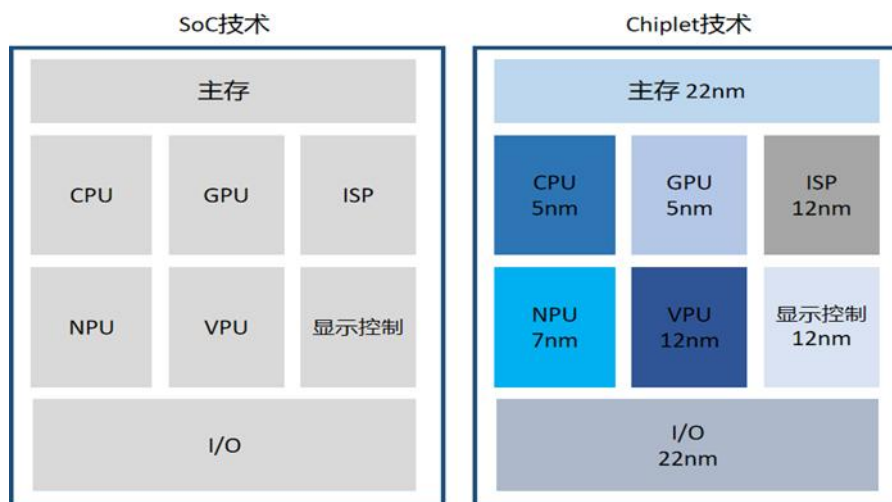 SoC技术
主存
CPU
GPU
ISP
NPU
VPU
显示控制
I/O
Chiplet技术
主存 22nm
CPU
5nm
GPU
5nm
ISP
12nm
NPU
7nm
VPU
12nm
显示控制
12nm
I/O
22nm